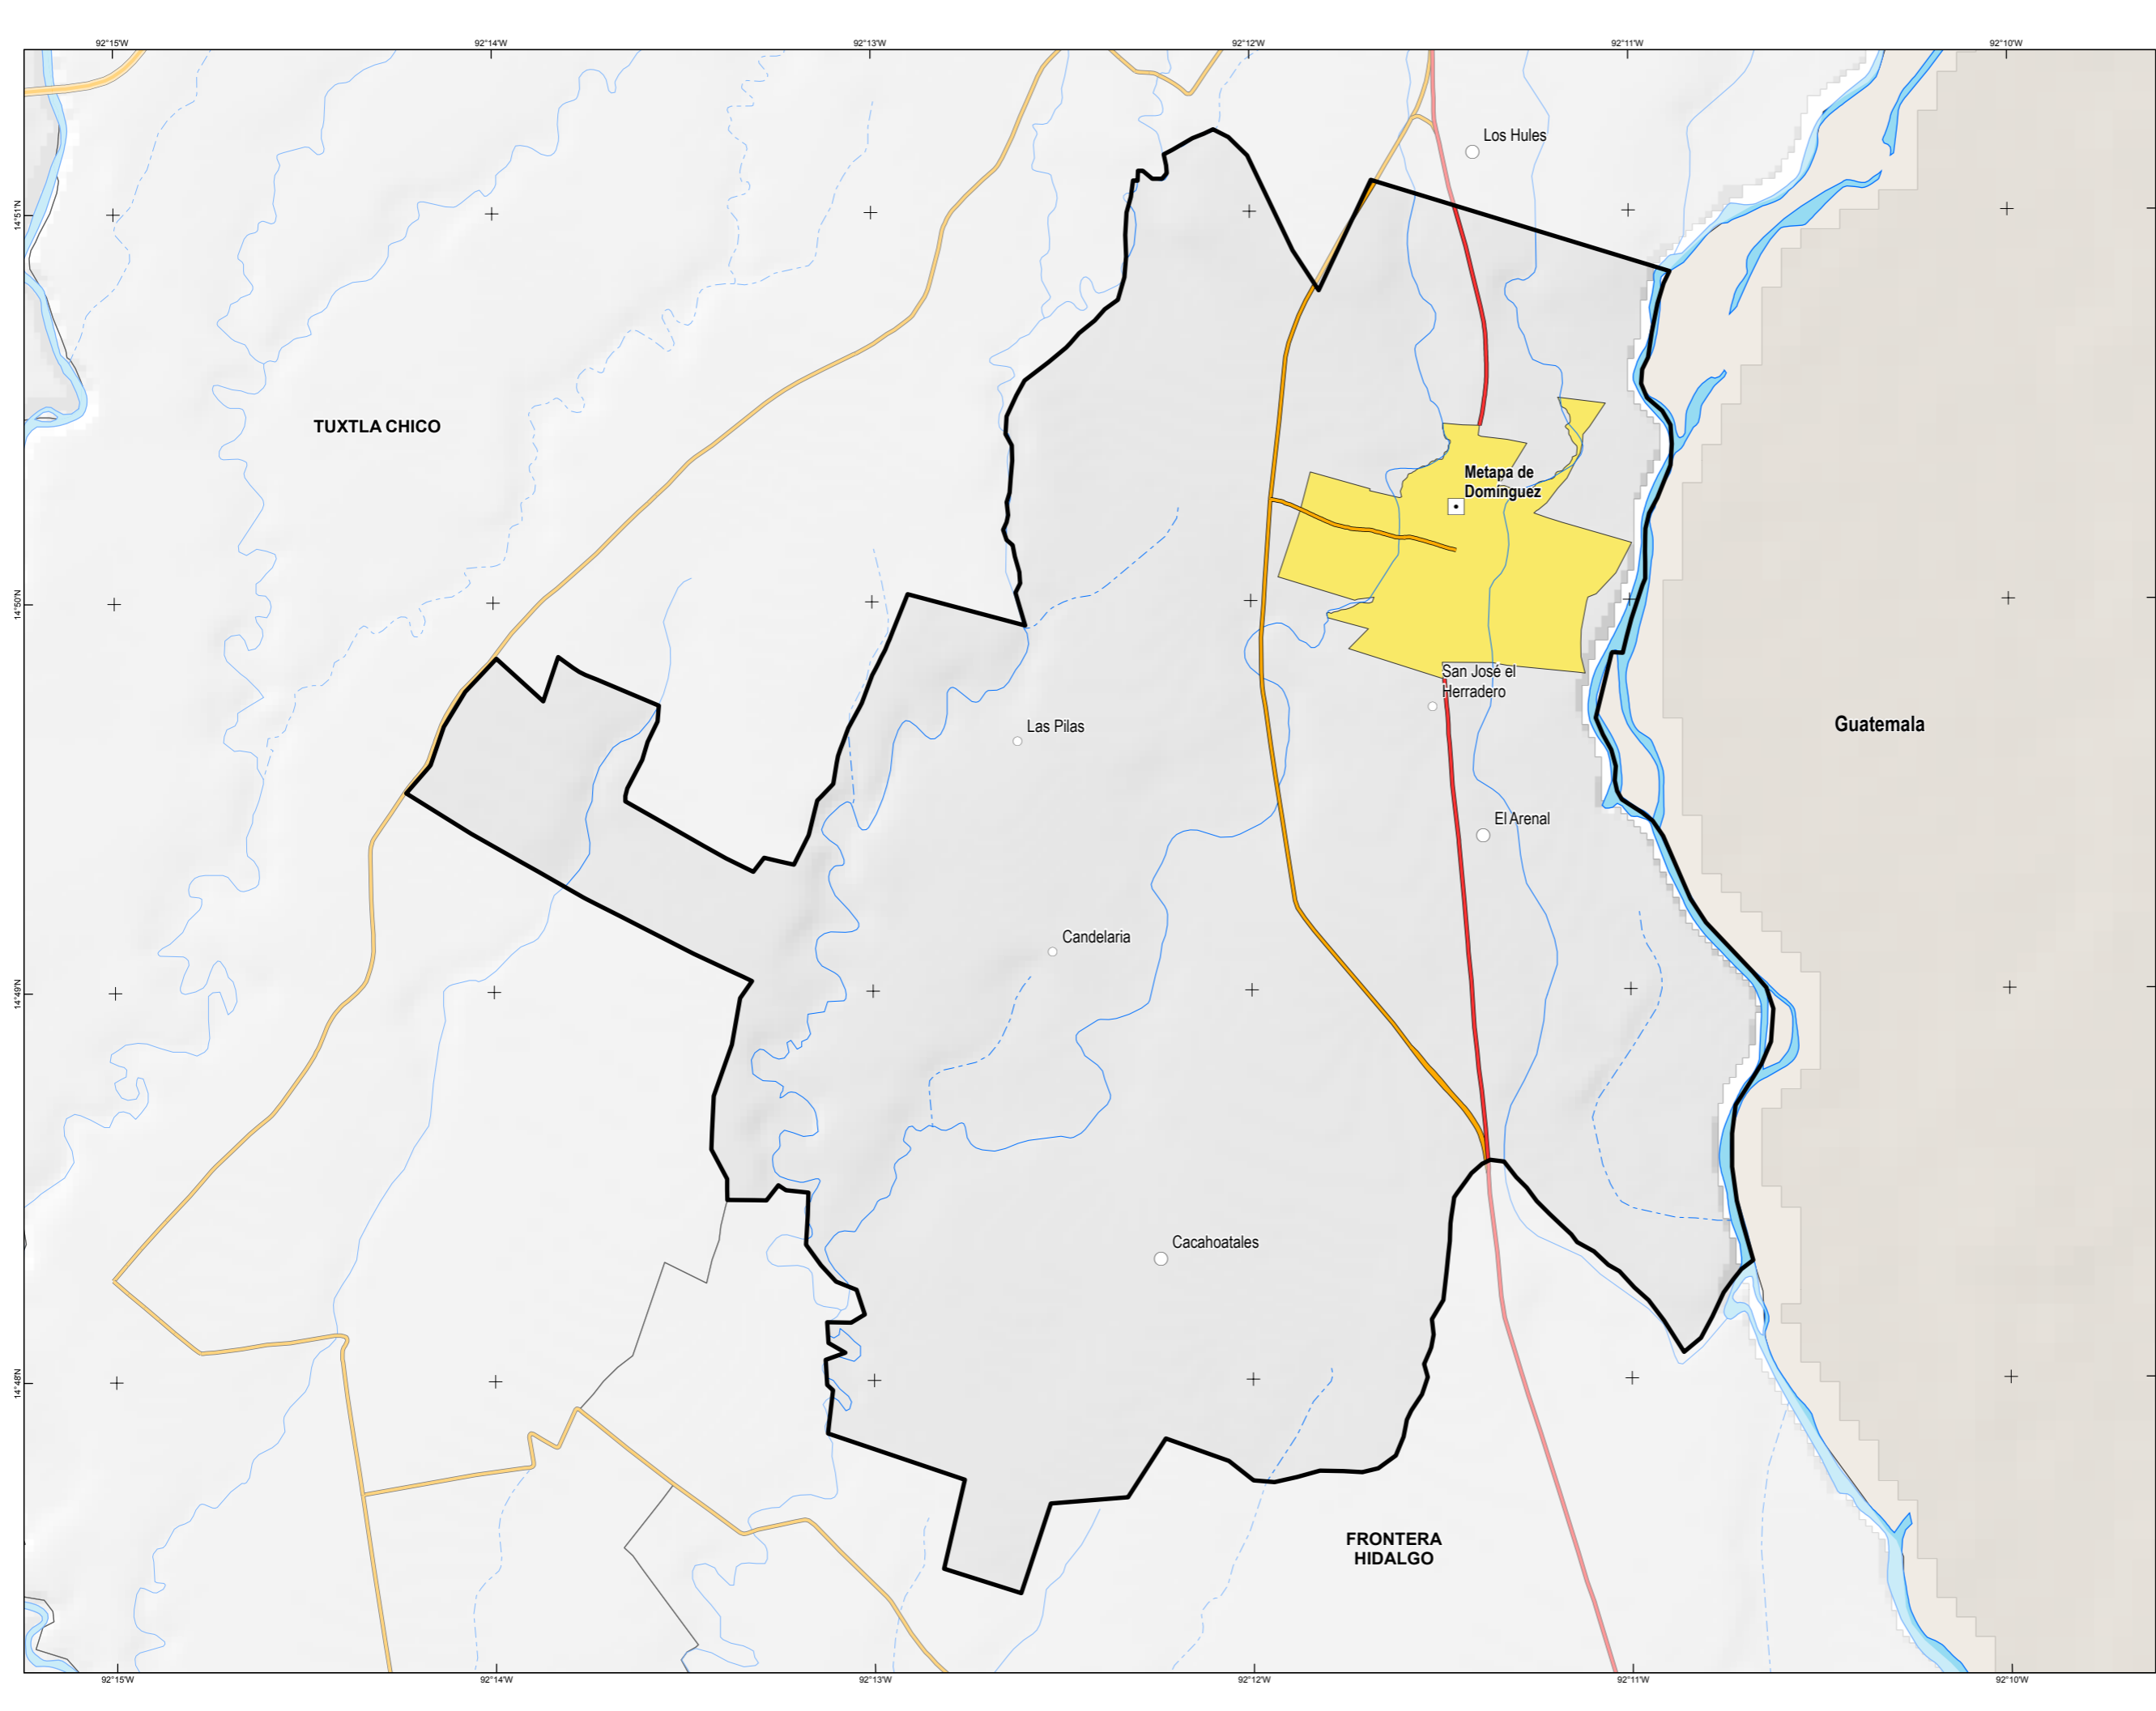 92°15'W 92°14'W 92°13'W 92°12'W 92°11'W 92°10'W
Los Hules
14°51'N
TUXTLA CHICO
Metapa de
Domínguez
14°50'N
San José el
Herradero
Las Pilas
Guatemala
El Arenal
Candelaria
14°49'N
Cacahoatales
14°48'N
FRONTERA
HIDALGO
92°15'W 92°14'W 92°13'W 92°12'W 92°11'W 92°10'W